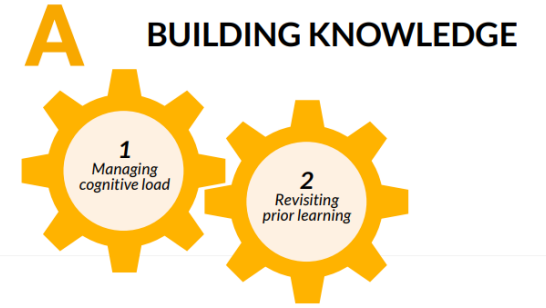 A
BUILDING KNOWLEDGE
1
Managing
cognitive load
2
Revisiting
prior learning